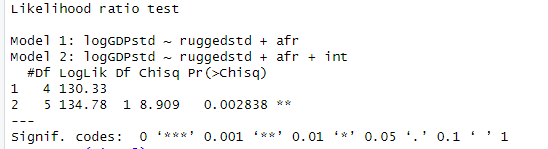 Likelihood ratio test
Model 1: logGDPstd ~ ruggedstd + afr
Model 2: logGDPstd ~ ruggedstd + afr + int
#Df LogLik Df Chisq Pr(>Chisq)
1 4 130.33
2 5 134.78 1 8.909 0.002838 **
---
Signif. codes: 0 ‘***’ 0.001 ‘**’ 0.01 ‘*’ 0.05 ‘.’ 0.1 ‘ ’ 1